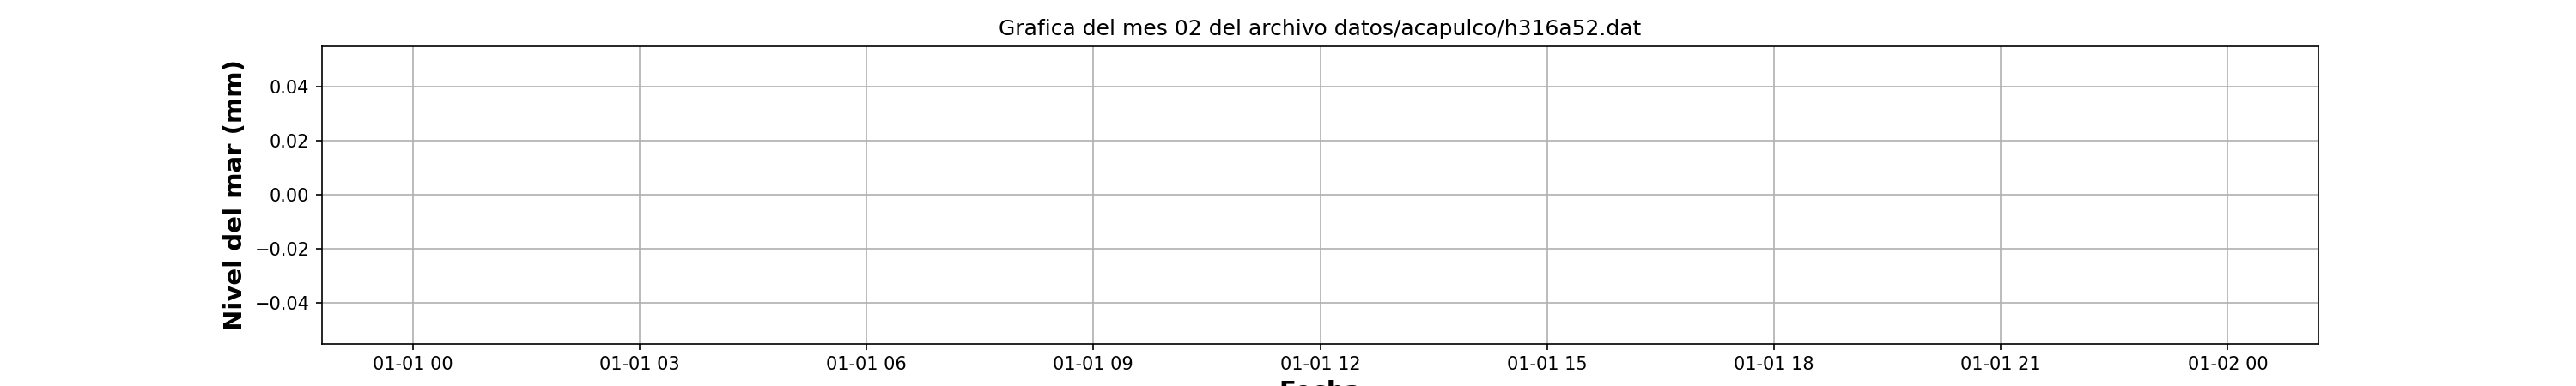 Grafica del mes 02 del archivo datos/acapulco/h316a52.dat
Nivel del mar (mm)
0.04
0.02
0.00
−0.02
−0.04
01-01 00 01-01 03 01-01 06 01-01 09 01-01 12 01-01 15 01-01 18 01-01 21 01-02 00
Fecha